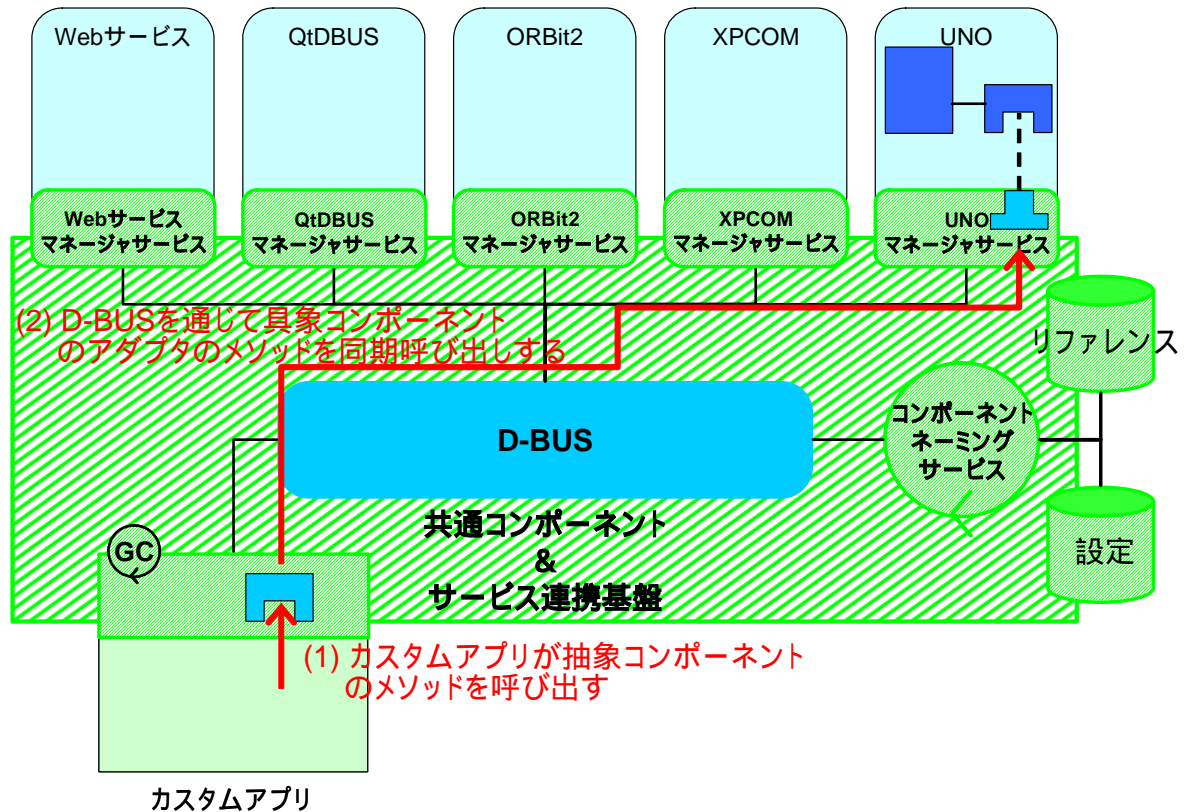 Webサービス
QtDBUS
ORBit2
XPCOM
UNO
Webサービス
マネージャサービス
QtDBUS
マネージャサービス
ORBit2
マネージャサービス
XPCOM
マネージャサービス
UNO
マネージャサービス
(2) D-BUSを通じて具象コンポーネント
のアダプタのメソッドを同期呼び出しする
リファレンス
D-BUS
コンポーネント
ネーミング
サービス
共通コンポーネント
&
サービス連携基盤
設定
GC
(1) カスタムアプリが抽象コンポーネント
のメソッドを呼び出す
カスタムアプリ